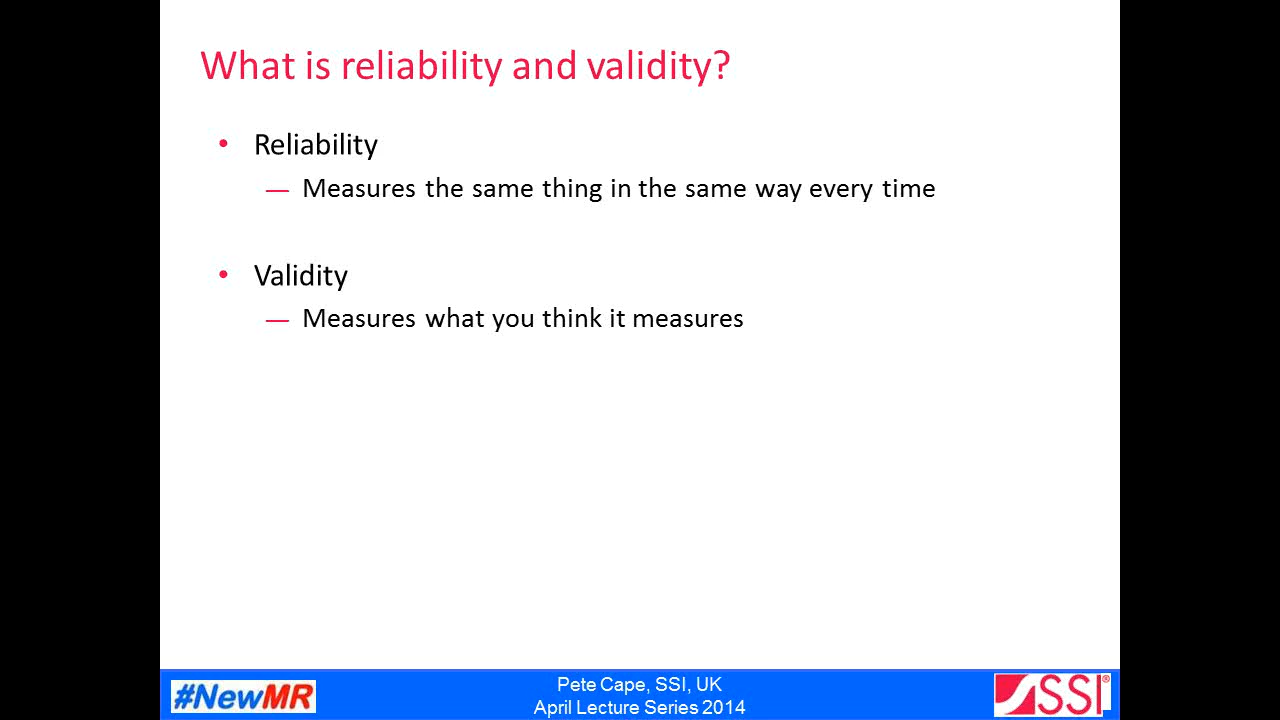 What is reliability and validity?
• Reliability
— Measures the same thing in the same way every time
• Validity
— Measures what you think it measures
#NewMR
Pete Cape, SSI, UK
April Lecture Series 2014
SSI®